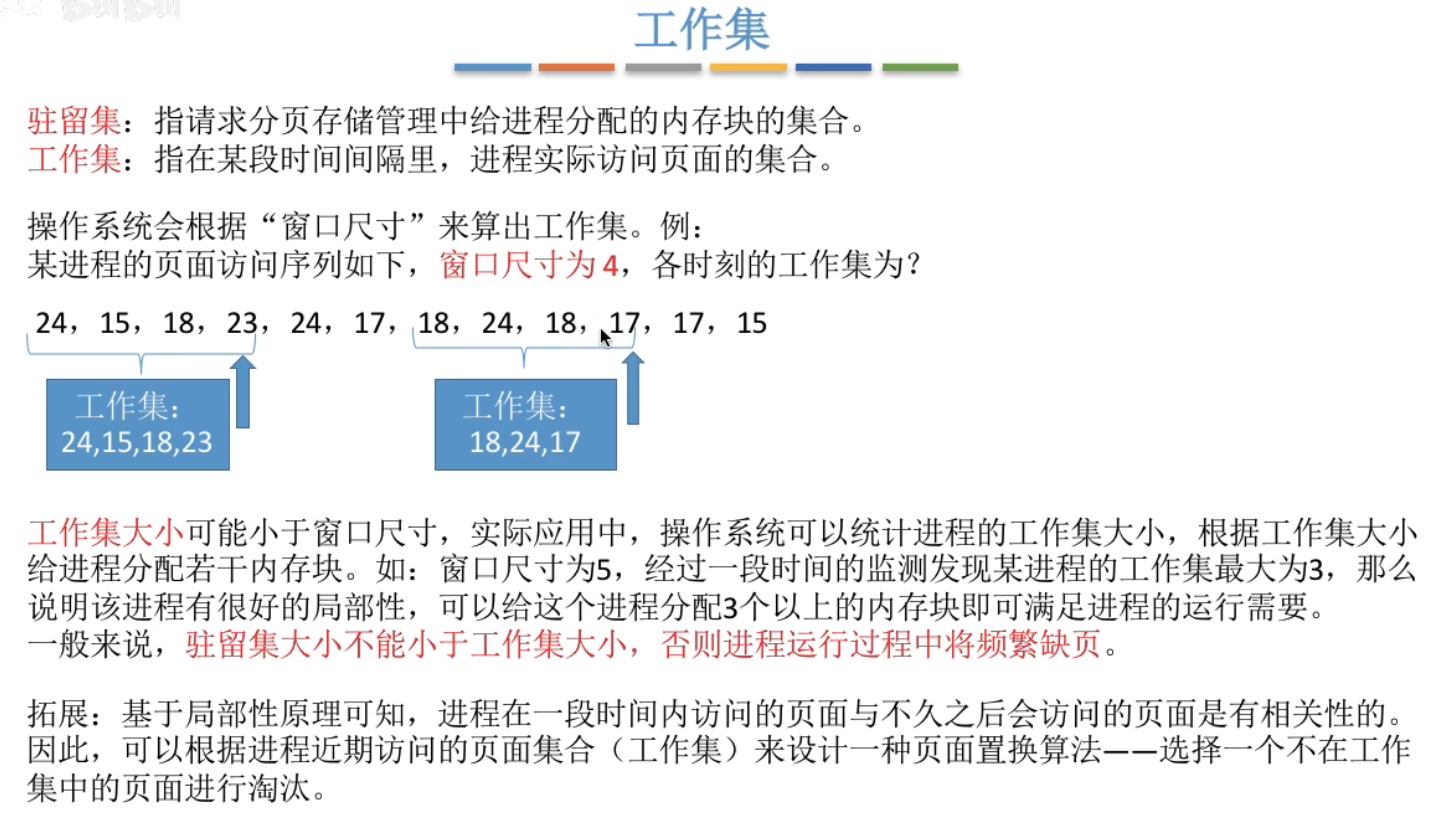 工作集
驻留集：指请求分页存储管理中给进程分配的内存块的集合。
工作集：指在某段时间间隔里，进程实际访问页面的集合。
操作系统会根据“窗口尺寸”来算出工作集。例：
某进程的页面访问序列如下，窗口尺寸为 4，各时刻的工作集为？
24，15，18，23，24，17，18，24，18，17，17，15
工作集：
24,15,18,23
工作集：
18,24,17
工作集大小可能小于窗口尺寸，实际应用中，操作系统可以统计进程的工作集大小，根据工作集大小
给进程分配若干内存块。如：窗口尺寸为5，经过一段时间的监测发现某进程的工作集最大为3，那么
说明该进程有很好的局部性，可以给这个进程分配3个以上的内存块即可满足进程的运行需要。
一般来说，驻留集大小不能小于工作集大小，否则进程运行过程中将频繁缺页。
拓展：基于局部性原理可知，进程在一段时间内访问的页面与不久之后会访问的页面是有相关性的。
因此，可以根据进程近期访问的页面集合（工作集）来设计一种页面置换算法——选择一个不在工作
集中的页面进行淘汰。